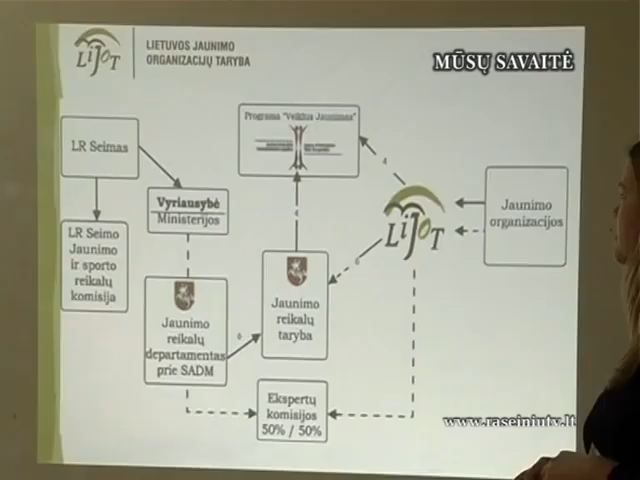 LiJOT
LIETUVOS JAUNIMO
ORGANIZACIJŲ TARYBA
MŪSŲ SAVAITĖ
Programa "Veiklus Jaunimas"
LR Seimas
Vyriausybė
Ministerijos
LR Seimo
Jaunimo
ir sporto
reikalų
komisija
Jaunimo
reikalų
departamentas
prie SADM
6
Jaunimo
reikalų
taryba
LiJOT
Jaunimo
organizacijos
Ekspertų
komisijos
50% / 50%
www.raseiniutv.lt